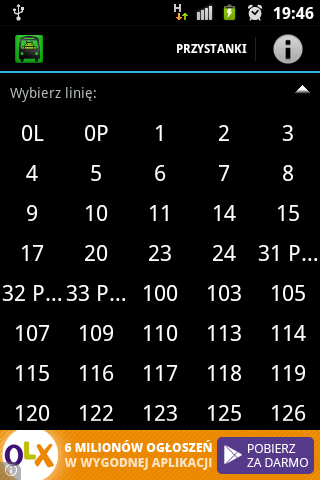 H 19:46
PRZYSTANKI
Wybierz linię:
0L 0P 1 2 3
4 5 6 7 8
9 10 11 14 15
17 20 23 24 31 P...
32 P... 33 P... 100 103 105
107 109 110 113 114
115 116 117 118 119
120 122 123 125 126
OLX
6 MILIONÓW OGŁOSZEŃ
W WYGODNEJ APLIKACJI
POBIERZ
ZA DARMO